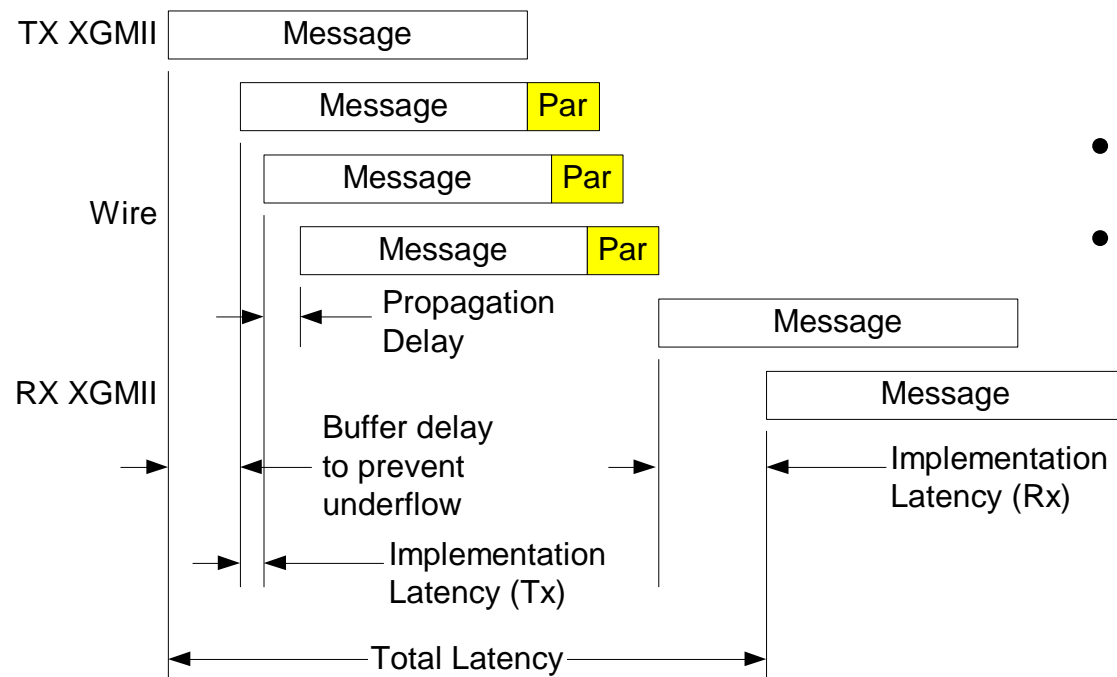 TX XGMII
Message
Message Par
Message Par
Wire
Message Par
Propagation
Delay
Message
RX XGMII
Message
Buffer delay
to prevent
underflow
Implementation
Latency (Rx)
Implementation
Latency (Tx)
Total Latency